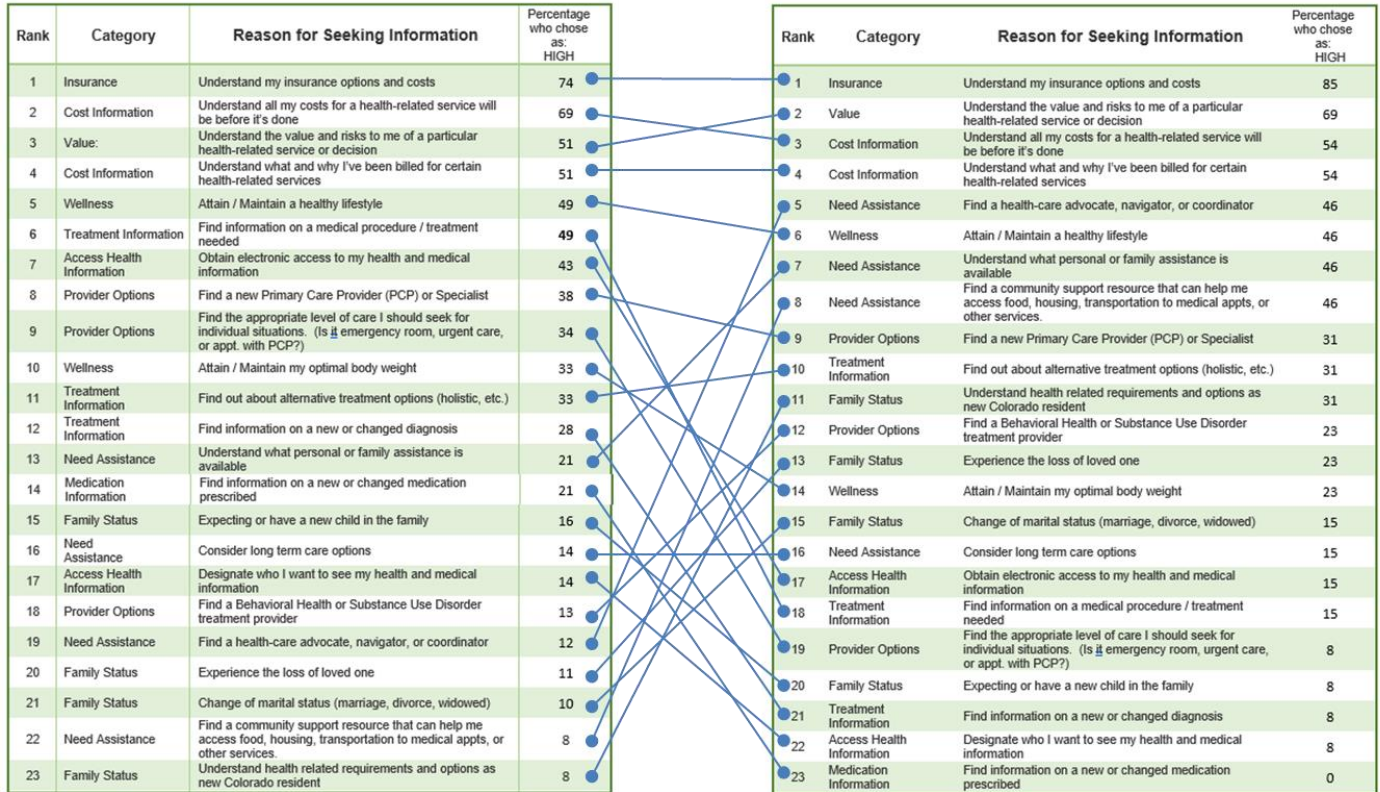 Rank Category Reason for Seeking Information Percentage
who chose
as:
HIGH
1 Insurance Understand my insurance options and costs 74
2 Cost Information Understand all my costs for a health-related service will
be before it's done 69
3 Value: Understand the value and risks to me of a particular
health-related service or decision 51
4 Cost Information Understand what and why I've been billed for certain
health-related services 51
5 Wellness Attain / Maintain a healthy lifestyle 49
6 Treatment Information Find information on a medical procedure / treatment
needed 49
7 Access Health
Information Obtain electronic access to my health and medical
information 43
8 Provider Options Find a new Primary Care Provider (PCP) or Specialist 38
9 Provider Options Find the appropriate level of care I should seek for
individual situations. (Is it emergency room, urgent care,
or appt. with PCP?) 34
10 Wellness Attain / Maintain my optimal body weight 33
11 Treatment
Information Find out about alternative treatment options (holistic, etc.) 33
12 Treatment
Information Find information on a new or changed diagnosis 28
13 Need Assistance Understand what personal or family assistance is
available 21
14 Medication
Information Find information on a new or changed medication
prescribed 21
15 Family Status Expecting or have a new child in the family 16
16 Need
Assistance Consider long term care options 14
17 Access Health
Information Designate who I want to see my health and medical
information 14
18 Provider Options Find a Behavioral Health or Substance Use Disorder
treatment provider 13
19 Need Assistance Find a health-care advocate, navigator, or coordinator 12
20 Family Status Experience the loss of loved one 11
21 Family Status Change of marital status (marriage, divorce, widowed) 10
22 Need Assistance Find a community support resource that can help me
access food, housing, transportation to medical appts, or
other services. 8
23 Family Status Understand health related requirements and options as
new Colorado resident 8
Rank Category Reason for Seeking Information Percentage
who chose
as:
HIGH
1 Insurance Understand my insurance options and costs 85
2 Value Understand the value and risks to me of a particular
health-related service or decision 69
3 Cost Information Understand all my costs for a health-related service will
be before it's done 54
4 Cost Information Understand what and why I've been billed for certain
health-related services 54
5 Need Assistance Find a health-care advocate, navigator, or coordinator 46
6 Wellness Attain / Maintain a healthy lifestyle 46
7 Need Assistance Understand what personal or family assistance is
available 46
8 Need Assistance Find a community support resource that can help me
access food, housing, transportation to medical appts, or
other services. 46
9 Provider Options Find a new Primary Care Provider (PCP) or Specialist 31
10 Treatment
Information Find out about alternative treatment options (holistic, etc.) 31
11 Family Status Understand health related requirements and options as
new Colorado resident 31
12 Provider Options Find a Behavioral Health or Substance Use Disorder
treatment provider 23
13 Family Status Experience the loss of loved one 23
14 Wellness Attain / Maintain my optimal body weight 23
15 Family Status Change of marital status (marriage, divorce, widowed) 15
16 Need Assistance Consider long term care options 15
17 Access Health
Information Obtain electronic access to my health and medical
information 15
18 Treatment
Information Find information on a medical procedure / treatment
needed 15
19 Provider Options Find the appropriate level of care I should seek for
individual situations. (Is it emergency room, urgent care,
or appt. with PCP?) 8
20 Family Status Expecting or have a new child in the family 8
21 Treatment
Information Find information on a new or changed diagnosis 8
22 Access Health
Information Designate who I want to see my health and medical
information 8
23 Medication
Information Find information on a new or changed medication
prescribed 0